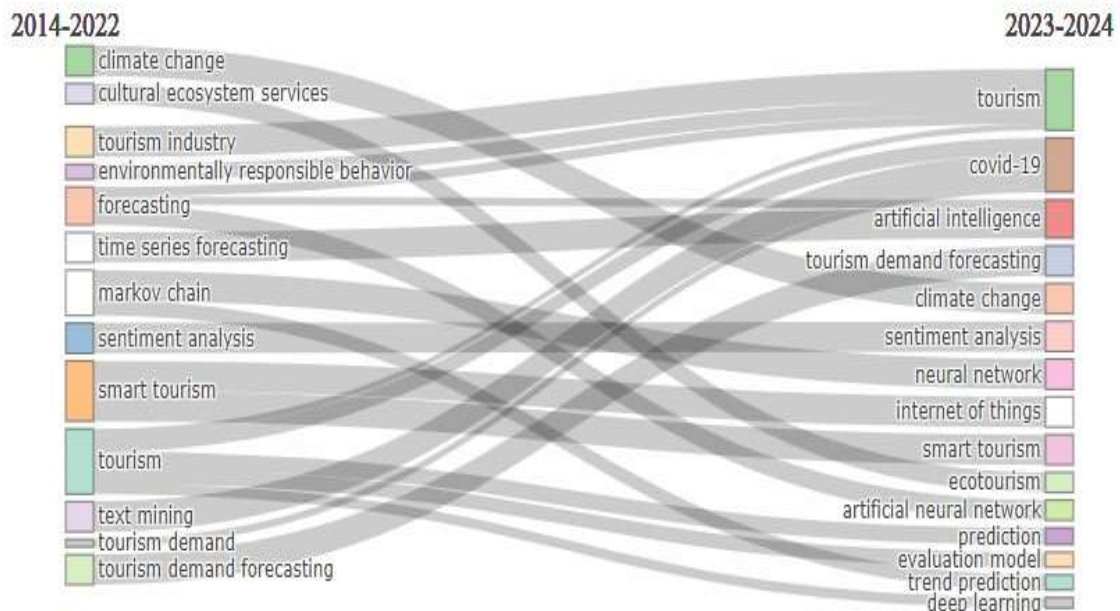 2014-2022
2023-2024
climate change
cultural ecosystem services
tourism industry
environmentally responsible behavior
forecasting
time series forecasting
markov chain
sentiment analysis
smart tourism
tourism
text mining
tourism demand
tourism demand forecasting
tourism
covid-19
artificial intelligence
tourism demand forecasting
climate change
sentiment analysis
neural network
internet of things
smart tourism
ecotourism
artificial neural network
prediction
evaluation model
trend prediction
deep learning